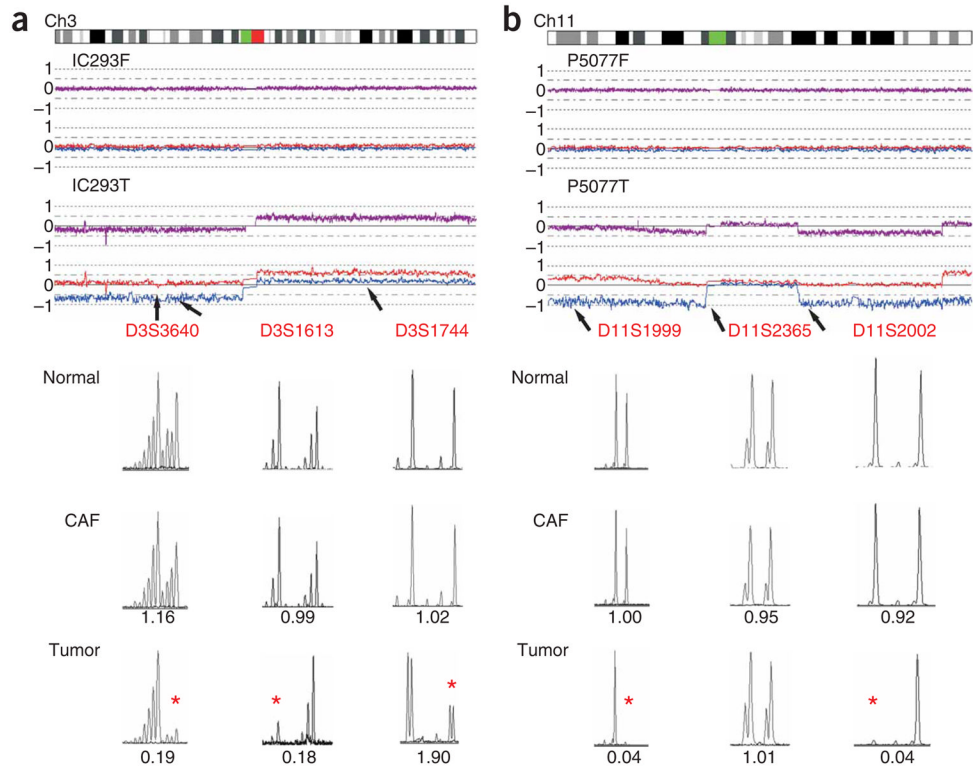 a
Ch3
IC293F
1
0
−1
1
0
−1
IC293T
1
0
−1
1
0
−1
D3S3640 D3S1613 D3S1744
Normal
CAF
1.16 0.99 1.02
Tumor
* * *
0.19 0.18 1.90
b
Ch11
P5077F
1
0
−1
1
0
−1
P5077T
1
0
−1
1
0
−1
D11S1999 D11S2365 D11S2002
Normal
CAF
1.00 0.95 0.92
Tumor
* *
0.04 1.01 0.04